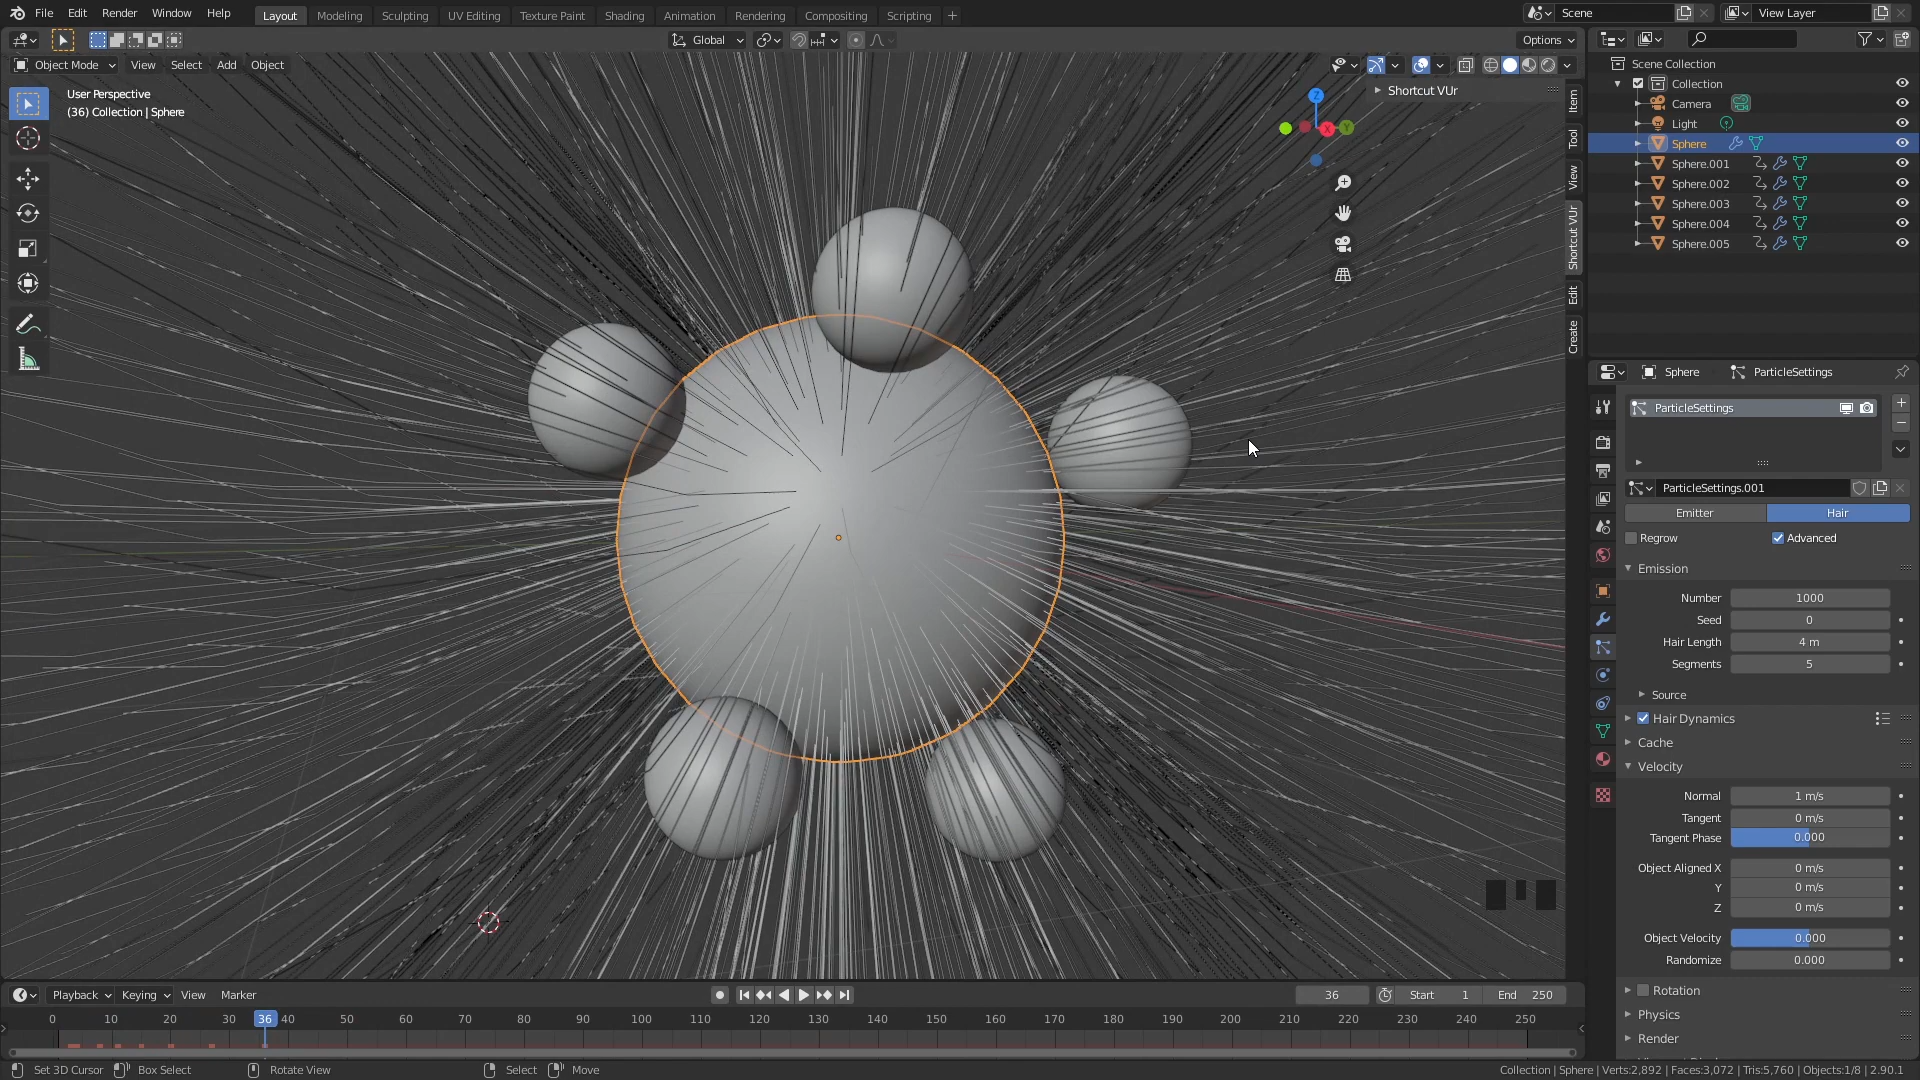 File Edit Render Window Help
Layout Modeling Sculpting UV Editing Texture Paint Shading Animation Rendering Compositing Scripting +
Scene
View Layer
Global
Options
Object Mode View Select Add Object
User Perspective
(36) Collection | Sphere
Z
X
Y
Shortcut VUr
Item
Tool
View
Shortcut VUr
Edit
Create
Scene Collection
Collection
Camera
Light
Sphere
Sphere.001
Sphere.002
Sphere.003
Sphere.004
Sphere.005
Sphere ParticleSettings
ParticleSettings
ParticleSettings.001
Emitter Hair
Regrow Advanced
Emission
Number 1000
Seed 0
Hair Length 4 m
Segments 5
Source
Hair Dynamics
Cache
Velocity
Normal 1 m/s
Tangent 0 m/s
Tangent Phase 0.000
Object Aligned X 0 m/s
Y 0 m/s
Z 0 m/s
Object Velocity 0.000
Randomize 0.000
Rotation
Physics
Render
Playback Keying View Marker
36 Start 1 End 250
0 10 20 30 36 40 50 60 70 80 90 100 110 120 130 140 150 160 170 180 190 200 210 220 230 240 250
Set 3D Cursor Box Select Rotate View Select Move
Collection | Sphere | Verts:2,892 | Faces:3,072 | Tris:5,760 | Objects:1/8 | 2.90.1